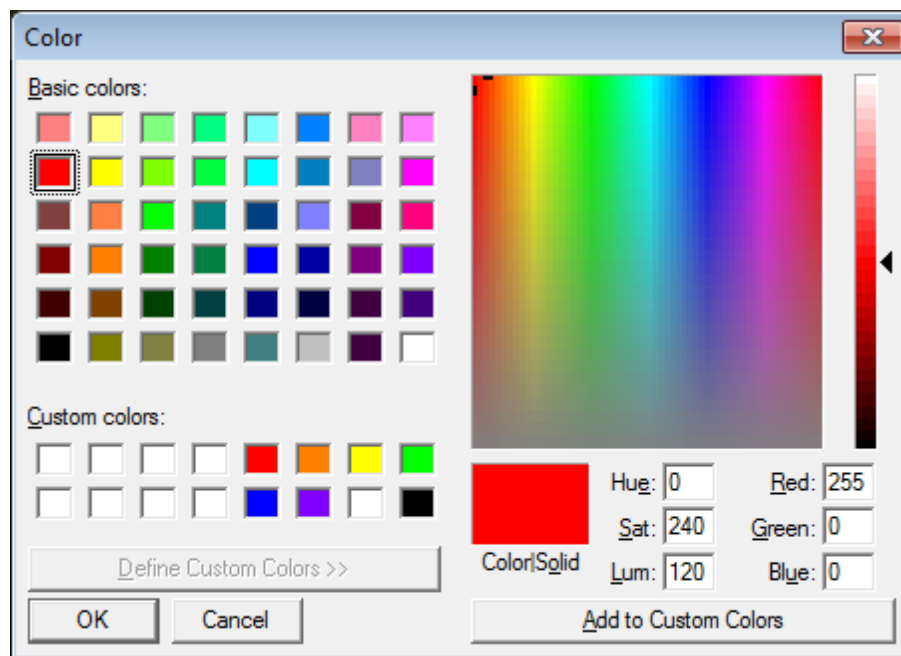 Color
Basic colors:
Custom colors:
Define Custom Colors >>
OK
Cancel
Color|Solid
Hue: 0
Sat: 240
Lum: 120
Red: 255
Green: 0
Blue: 0
Add to Custom Colors